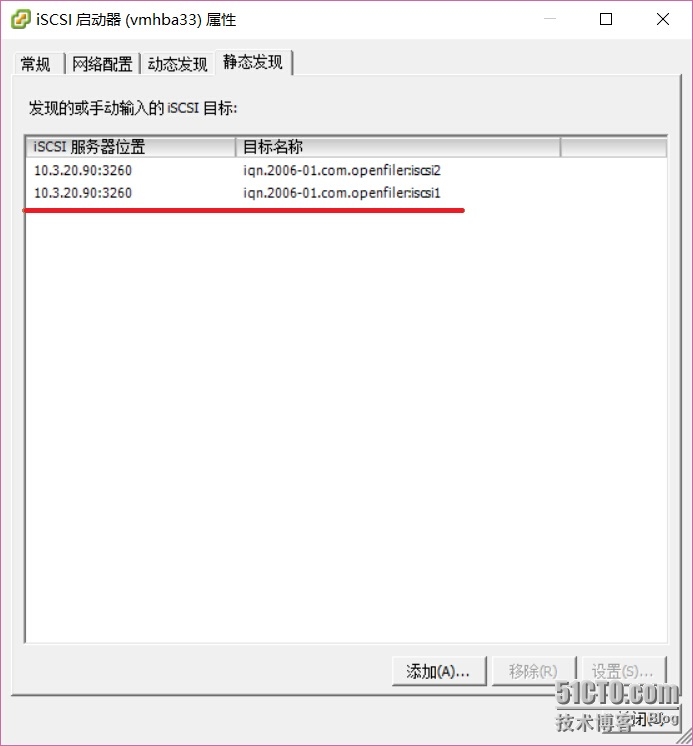 iSCSI 启动器 (vmhba33) 属性
常规 网络配置 动态发现 静态发现
发现的或手动输入的 iSCSI 目标:
iSCSI 服务器位置 目标名称
10.3.20.90:3260 iqn.2006-01.com.openfiler:iscsi2
10.3.20.90:3260 iqn.2006-01.com.openfiler:iscsi1
添加(A)... 移除(R) 设置(S)...
51CTO.com
技术博客 Blog